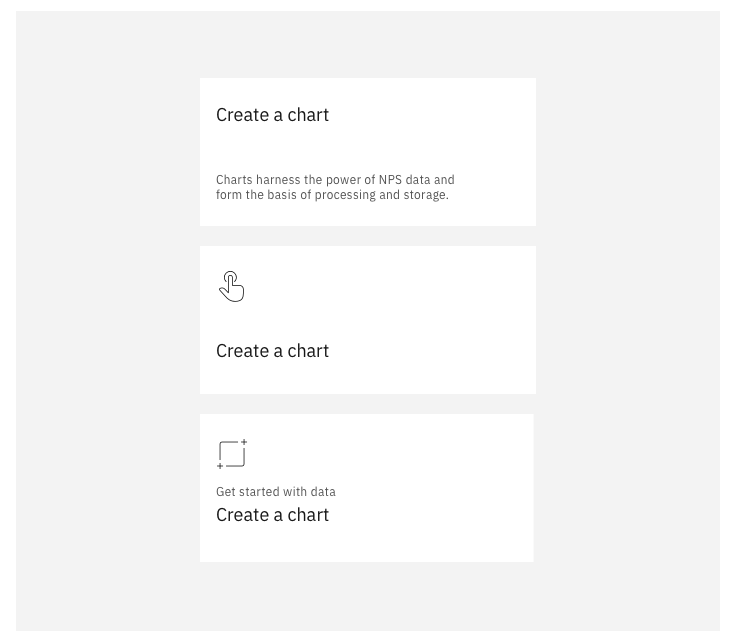 Create a chart
Charts harness the power of NPS data and
form the basis of processing and storage.
Create a chart
Get started with data
Create a chart